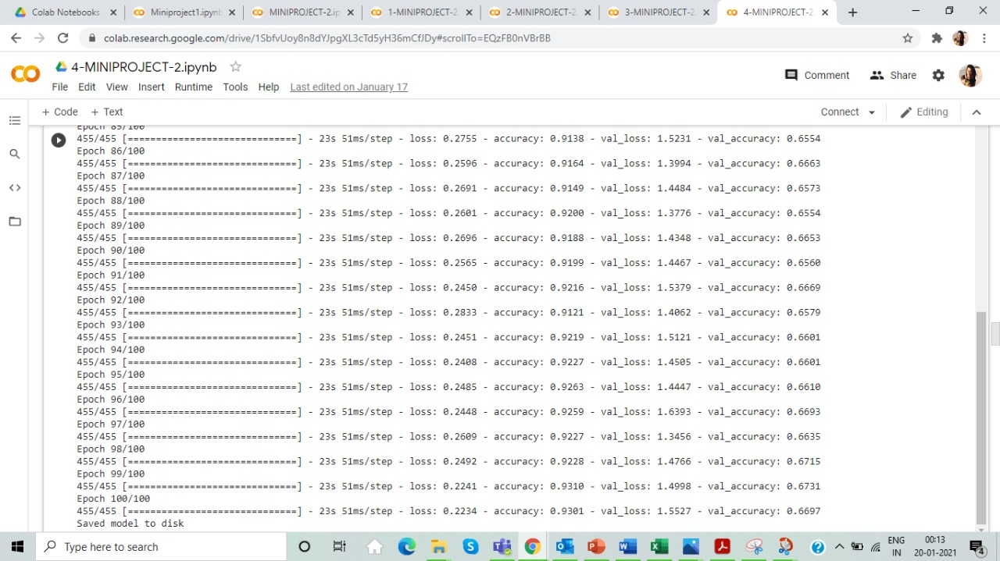 Colab Notebooks
Miniproject1.ipynb
MINIPROJECT-2.ip
1-MINIPROJECT-2
2-MINIPROJECT-2.
3-MINIPROJECT-2.
4-MINIPROJECT-2
colab.research.google.com/drive/1SbfvUoy8n8dYJpgXL3cTd5yH36mCfJDy#scrollTo=EQzFB0nVBrBB
4-MINIPROJECT-2.ipynb
Comment
Share
File Edit View Insert Runtime Tools Help Last edited on January 17
+ Code + Text
Connect
Editing
Epoch 85/100
455/455 [==============================] - 23s 51ms/step - loss: 0.2755 - accuracy: 0.9138 - val_loss: 1.5231 - val_accuracy: 0.6554
Epoch 86/100
455/455 [==============================] - 23s 51ms/step - loss: 0.2596 - accuracy: 0.9164 - val_loss: 1.3994 - val_accuracy: 0.6663
Epoch 87/100
455/455 [==============================] - 23s 51ms/step - loss: 0.2691 - accuracy: 0.9149 - val_loss: 1.4484 - val_accuracy: 0.6573
Epoch 88/100
455/455 [==============================] - 23s 51ms/step - loss: 0.2601 - accuracy: 0.9200 - val_loss: 1.3776 - val_accuracy: 0.6554
Epoch 89/100
455/455 [==============================] - 23s 51ms/step - loss: 0.2696 - accuracy: 0.9188 - val_loss: 1.4348 - val_accuracy: 0.6653
Epoch 90/100
455/455 [==============================] - 23s 51ms/step - loss: 0.2565 - accuracy: 0.9199 - val_loss: 1.4467 - val_accuracy: 0.6560
Epoch 91/100
455/455 [==============================] - 23s 51ms/step - loss: 0.2450 - accuracy: 0.9216 - val_loss: 1.5379 - val_accuracy: 0.6669
Epoch 92/100
455/455 [==============================] - 23s 51ms/step - loss: 0.2833 - accuracy: 0.9121 - val_loss: 1.4062 - val_accuracy: 0.6579
Epoch 93/100
455/455 [==============================] - 23s 51ms/step - loss: 0.2451 - accuracy: 0.9219 - val_loss: 1.5121 - val_accuracy: 0.6601
Epoch 94/100
455/455 [==============================] - 23s 51ms/step - loss: 0.2408 - accuracy: 0.9227 - val_loss: 1.4505 - val_accuracy: 0.6601
Epoch 95/100
455/455 [==============================] - 23s 51ms/step - loss: 0.2485 - accuracy: 0.9263 - val_loss: 1.4447 - val_accuracy: 0.6610
Epoch 96/100
455/455 [==============================] - 23s 51ms/step - loss: 0.2448 - accuracy: 0.9259 - val_loss: 1.6393 - val_accuracy: 0.6693
Epoch 97/100
455/455 [==============================] - 23s 51ms/step - loss: 0.2609 - accuracy: 0.9227 - val_loss: 1.3456 - val_accuracy: 0.6635
Epoch 98/100
455/455 [==============================] - 23s 51ms/step - loss: 0.2492 - accuracy: 0.9228 - val_loss: 1.4766 - val_accuracy: 0.6715
Epoch 99/100
455/455 [==============================] - 23s 51ms/step - loss: 0.2241 - accuracy: 0.9310 - val_loss: 1.4998 - val_accuracy: 0.6731
Epoch 100/100
455/455 [==============================] - 23s 51ms/step - loss: 0.2234 - accuracy: 0.9301 - val_loss: 1.5527 - val_accuracy: 0.6697
Saved model to disk
Type here to search
ENG
IN
00:13
20-01-2021
4